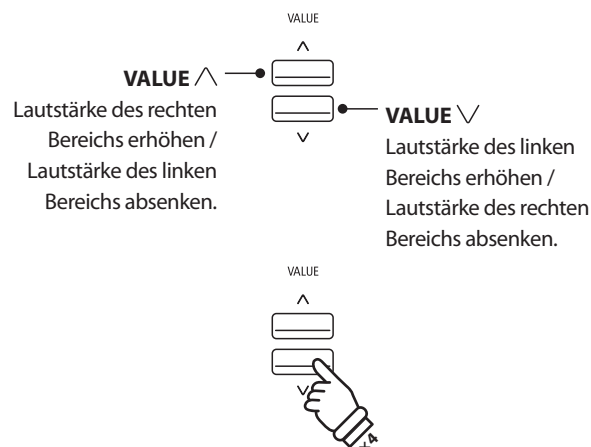 VALUE
VALUE ∧
Lautstärke des rechten
Bereichs erhöhen /
Lautstärke des linken
Bereichs absenken.
VALUE ∨
Lautstärke des linken
Bereichs erhöhen /
Lautstärke des rechten
Bereichs absenken.
VALUE
×4